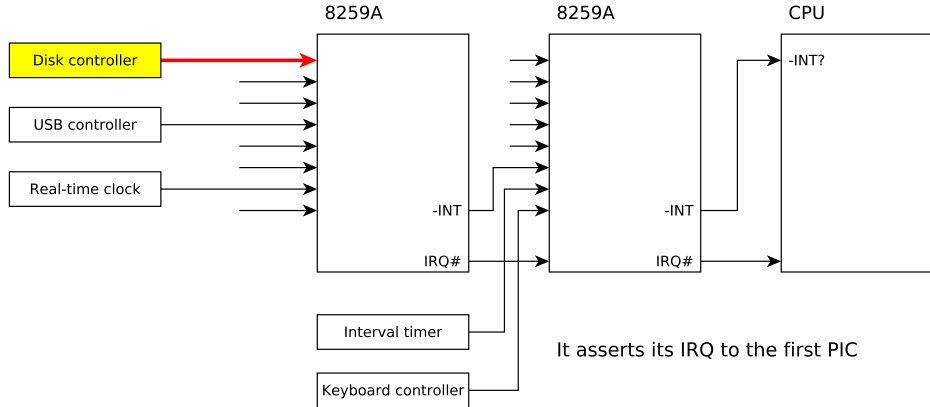 8259A
8259A
CPU
Disk controller
-INT?
USB controller
Real-time clock
-INT
-INT
IRQ#
IRQ#
Interval timer
It asserts its IRQ to the first PIC
Keyboard controller